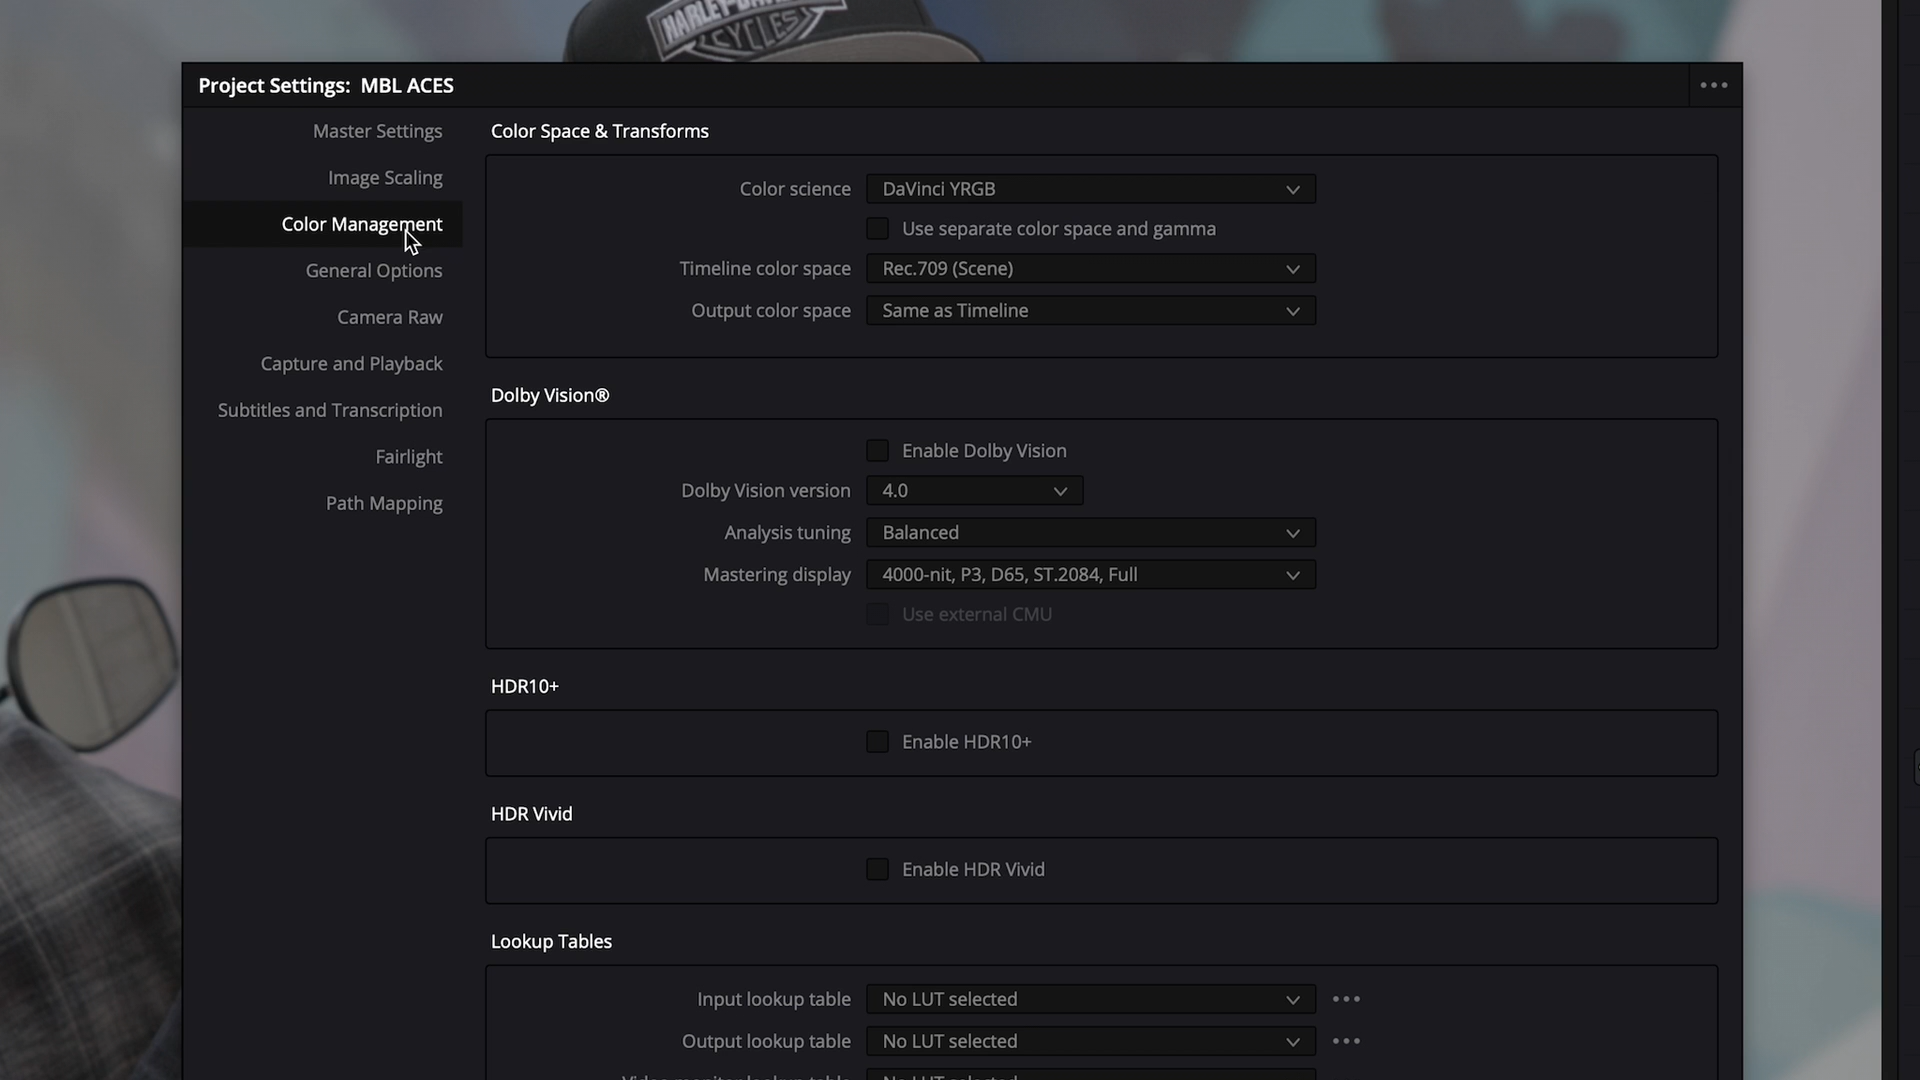 HARLEY-DAVIDSON
CYCLES
Project Settings: MBL ACES
Master Settings
Image Scaling
Color Management
General Options
Camera Raw
Capture and Playback
Subtitles and Transcription
Fairlight
Path Mapping
Color Space & Transforms
Color science DaVinci YRGB
Use separate color space and gamma
Timeline color space Rec.709 (Scene)
Output color space Same as Timeline
Dolby Vision®
Enable Dolby Vision
Dolby Vision version 4.0
Analysis tuning Balanced
Mastering display 4000-nit, P3, D65, ST.2084, Full
Use external CMU
HDR10+
Enable HDR10+
HDR Vivid
Enable HDR Vivid
Lookup Tables
Input lookup table No LUT selected
Output lookup table No LUT selected